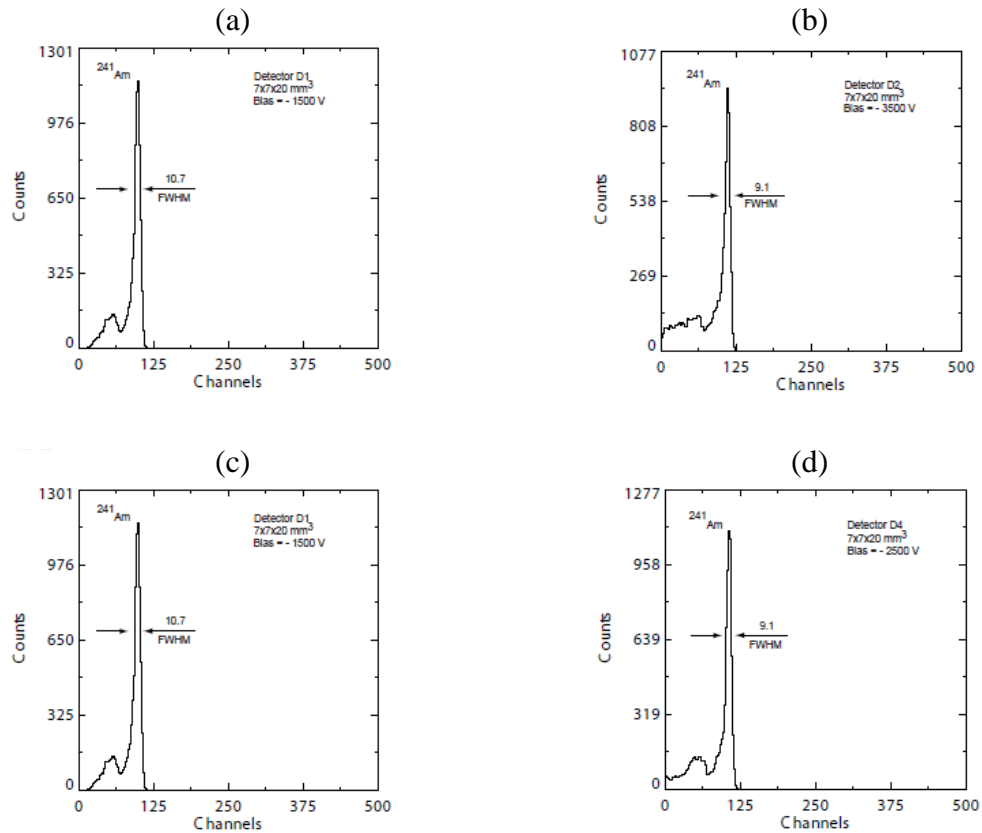 (a)
1301
976
650
325
0
Counts
241Am
Detector D1
7x7x20 mm3
Bias = - 1500 V
10.7
FWHM
0 125 250 375 500
Channels
(b)
1077
808
538
269
0
Counts
241Am
Detector D2
7x7x20 mm3
Bias = - 3500 V
9.1
FWHM
0 125 250 375 500
Channels
(c)
1301
976
650
325
0
Counts
241Am
Detector D1
7x7x20 mm3
Bias = - 1500 V
10.7
FWHM
0 125 250 375 500
Channels
(d)
1277
958
639
319
0
Counts
241Am
Detector D4
7x7x20 mm3
Bias = - 2500 V
9.1
FWHM
0 125 250 375 500
Channels